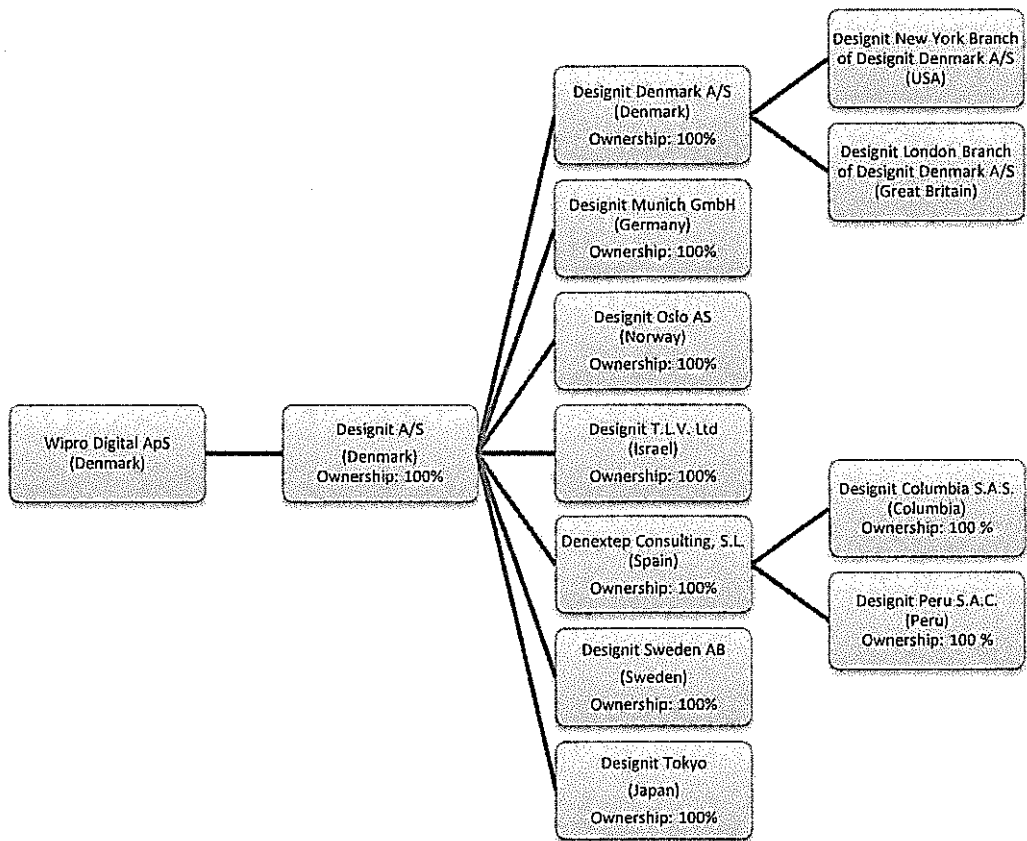 Wipro Digital ApS
(Denmark)
Designit A/S
(Denmark)
Ownership: 100%
Designit Denmark A/S
(Denmark)
Ownership: 100%
Designit New York Branch
of Designit Denmark A/S
(USA)
Designit London Branch
of Designit Denmark A/S
(Great Britain)
Designit Munich GmbH
(Germany)
Ownership: 100%
Designit Oslo AS
(Norway)
Ownership: 100%
Designit T.L.V. Ltd
(Israel)
Ownership: 100%
Denextep Consulting, S.L.
(Spain)
Ownership: 100%
Designit Columbia S.A.S.
(Columbia)
Ownership: 100 %
Designit Peru S.A.C.
(Peru)
Ownership: 100 %
Designit Sweden AB
(Sweden)
Ownership: 100%
Designit Tokyo
(Japan)
Ownership: 100%